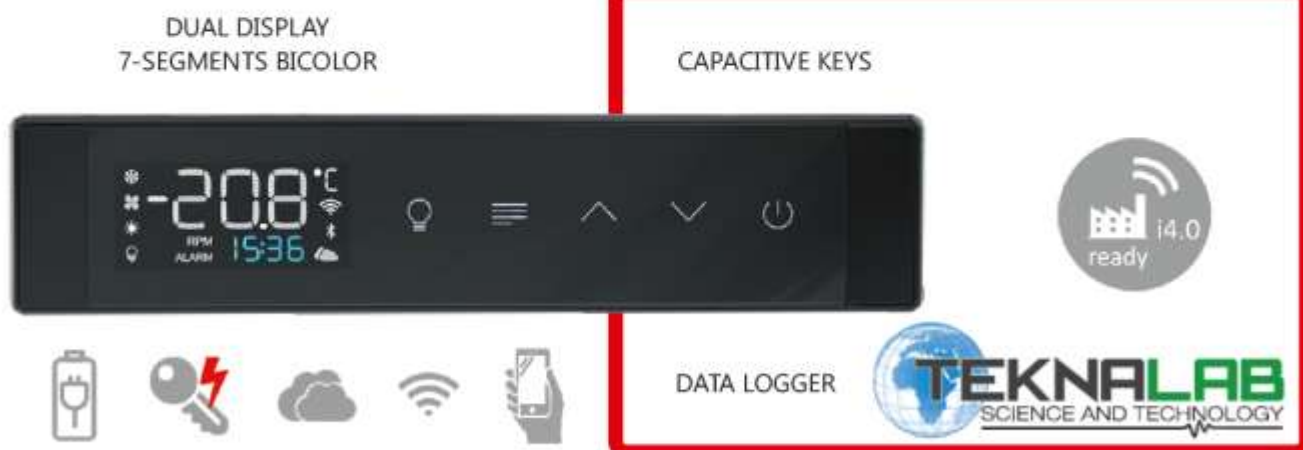 DUAL DISPLAY
7-SEGMENTS BICOLOR
CAPACITIVE KEYS
-20.8°C
RPM
ALARM 15:36
i4.0
ready
DATA LOGGER
TEKNALAB
SCIENCE AND TECHNOLOGY